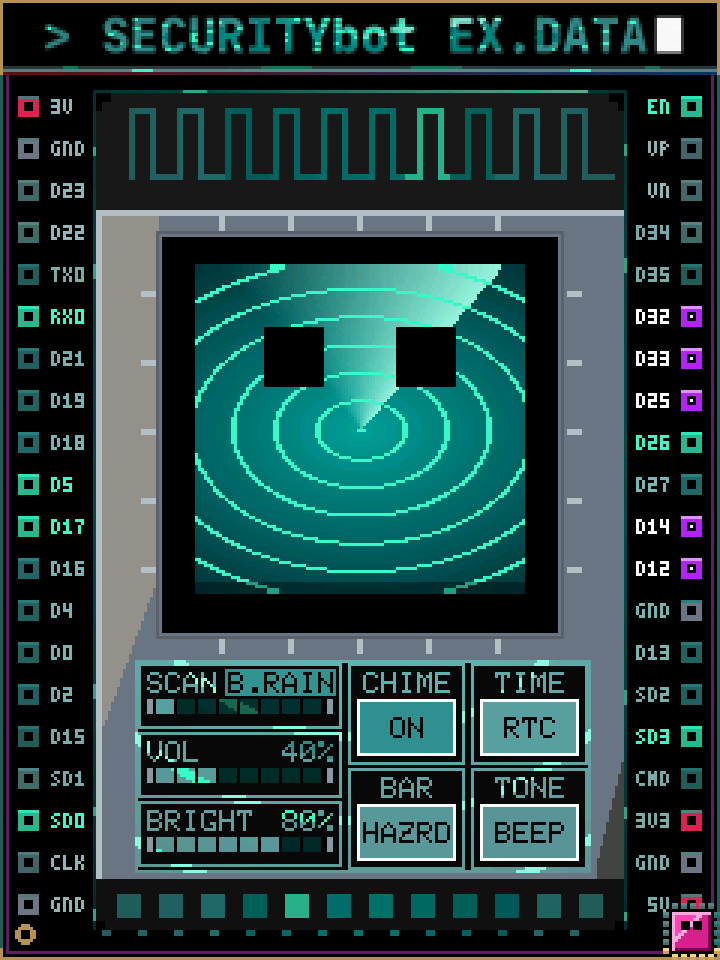 > SECURITYbot EX.DATA
3V
GND
D23
D22
TX0
RX0
D21
D19
D18
D5
D17
D16
D4
D0
D2
D15
SD1
SD0
CLK
GND
SCAN B.RAIN
VOL 40%
BRIGHT 80%
CHIME
ON
TIME
RTC
BAR
HAZRD
TONE
BEEP
EN
VP
VN
D34
D35
D32
D33
D25
D26
D27
D14
D12
GND
D13
SD2
SD3
CMD
3V3
GND
5V